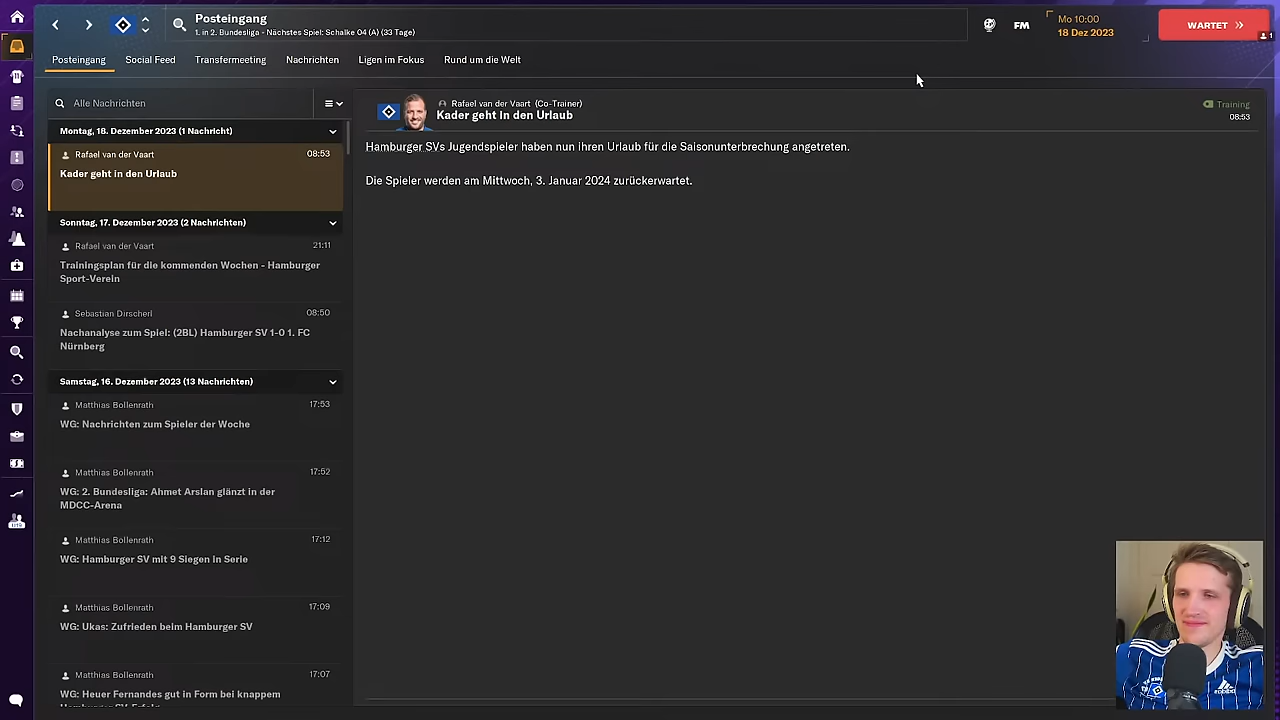 Posteingang
1. in 2. Bundesliga - Nächstes Spiel: Schalke 04 (A) (33 Tage)
FM
Mo 10:00
18 Dez 2023
WARTET
1
Posteingang
Social Feed
Transfermeeting
Nachrichten
Ligen im Fokus
Rund um die Welt
Alle Nachrichten
Montag, 18. Dezember 2023 (1 Nachricht)
Rafael van der Vaart
08:53
Kader geht in den Urlaub
Sonntag, 17. Dezember 2023 (2 Nachrichten)
Rafael van der Vaart
21:11
Trainingsplan für die kommenden Wochen - Hamburger
Sport-Verein
Sebastian Dirscherl
08:50
Nachanalyse zum Spiel: (2BL) Hamburger SV 1-0 1. FC
Nürnberg
Samstag, 16. Dezember 2023 (13 Nachrichten)
Matthias Bollenrath
17:53
WG: Nachrichten zum Spieler der Woche
Matthias Bollenrath
17:52
WG: 2. Bundesliga: Ahmet Arslan glänzt in der
MDCC-Arena
Matthias Bollenrath
17:12
WG: Hamburger SV mit 9 Siegen in Serie
Matthias Bollenrath
17:09
WG: Ukas: Zufrieden beim Hamburger SV
Matthias Bollenrath
17:07
WG: Heuer Fernandes gut in Form bei knappem
Hamburger SV-Erfolg
Rafael van der Vaart (Co-Trainer)
Kader geht in den Urlaub
Training
08:53
Hamburger SVs Jugendspieler haben nun ihren Urlaub für die Saisonunterbrechung angetreten.
Die Spieler werden am Mittwoch, 3. Januar 2024 zurückerwartet.